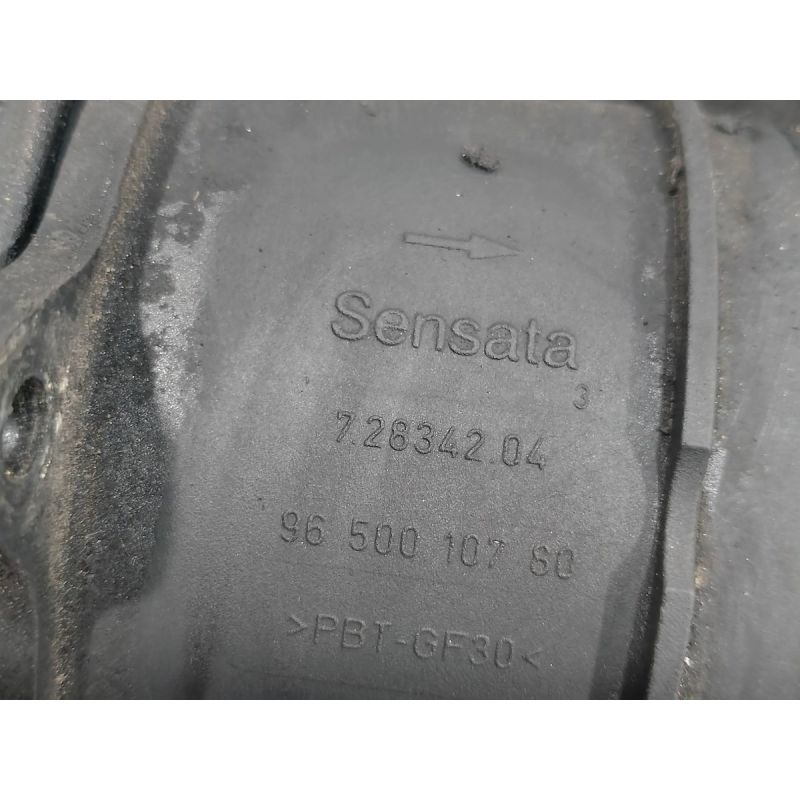 Sensata
3
7.28342.04
96 500 107 80
>PBT-GF30<